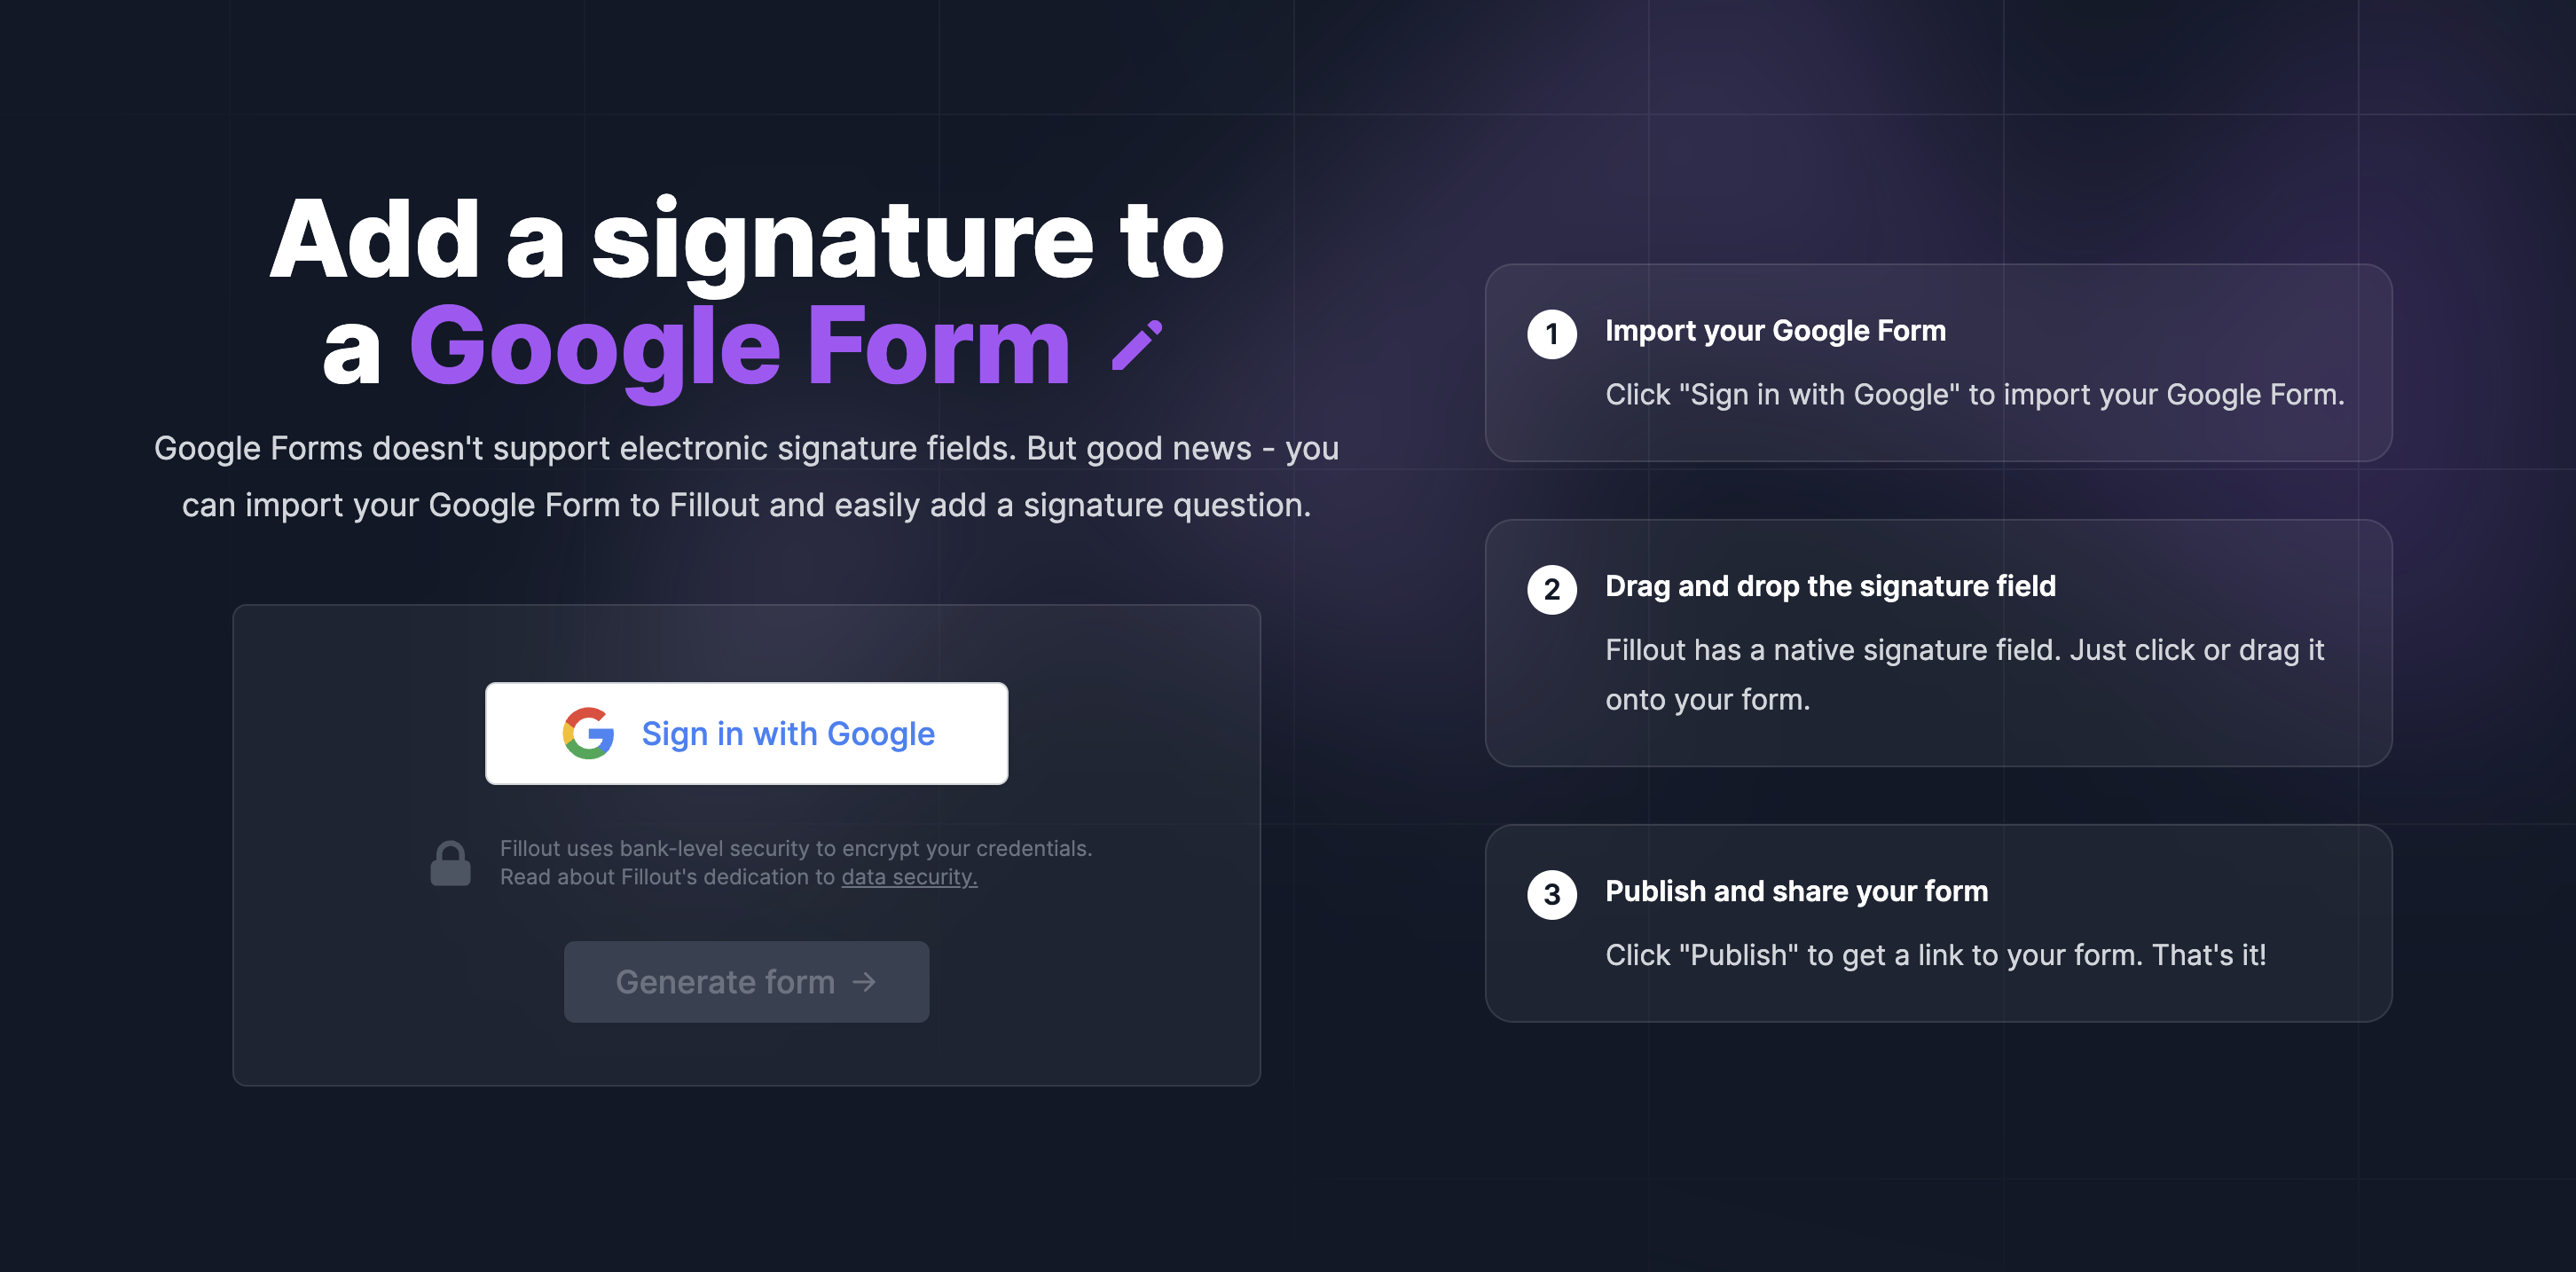 Add a signature to
a Google Form
Google Forms doesn't support electronic signature fields. But good news - you
can import your Google Form to Fillout and easily add a signature question.
Sign in with Google
Fillout uses bank-level security to encrypt your credentials.
Read about Fillout's dedication to data security.
Generate form →
1 Import your Google Form
Click "Sign in with Google" to import your Google Form.
2 Drag and drop the signature field
Fillout has a native signature field. Just click or drag it
onto your form.
3 Publish and share your form
Click "Publish" to get a link to your form. That's it!